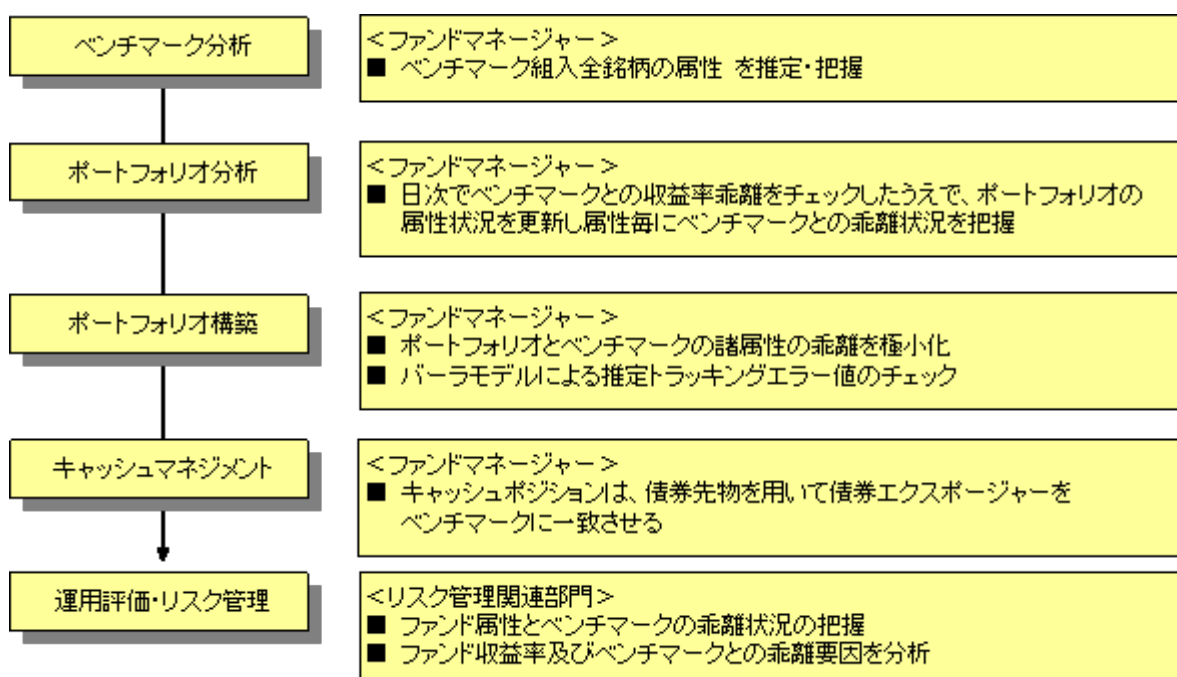 ベンチマーク分析
＜ファンドマネージャー＞
■ ベンチマーク組入全銘柄の属性 を推定・把握
ポートフォリオ分析
＜ファンドマネージャー＞
■ 日次でベンチマークとの収益率乖離をチェックしたうえで、ポートフォリオの
属性状況を更新し属性毎にベンチマークとの乖離状況を把握
ポートフォリオ構築
＜ファンドマネージャー＞
■ ポートフォリオとベンチマークの諸属性の乖離を極小化
■ バーラモデルによる推定トラッキングエラー値のチェック
キャッシュマネジメント
＜ファンドマネージャー＞
■ キャッシュポジションは、債券先物を用いて債券エクスポージャーを
ベンチマークに一致させる
運用評価・リスク管理
＜リスク管理関連部門＞
■ ファンド属性とベンチマークの乖離状況の把握
■ ファンド収益率及びベンチマークとの乖離要因を分析